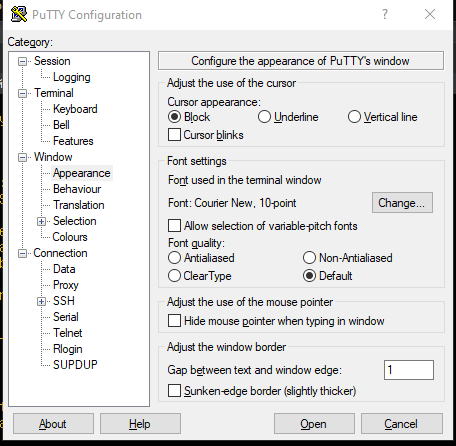 PuTTY Configuration
Category:
Session
Logging
Terminal
Keyboard
Bell
Features
Window
Appearance
Behaviour
Translation
Selection
Colours
Connection
Data
Proxy
SSH
Serial
Telnet
Rlogin
SUPDUP
Configure the appearance of PuTTY's window
Adjust the use of the cursor
Cursor appearance:
Block Underline Vertical line
Cursor blinks
Font settings
Font used in the terminal window
Font: Courier New, 10-point Change...
Allow selection of variable-pitch fonts
Font quality:
Antialiased Non-Antialiased
ClearType Default
Adjust the use of the mouse pointer
Hide mouse pointer when typing in window
Adjust the window border
Gap between text and window edge: 1
Sunken-edge border (slightly thicker)
About Help Open Cancel